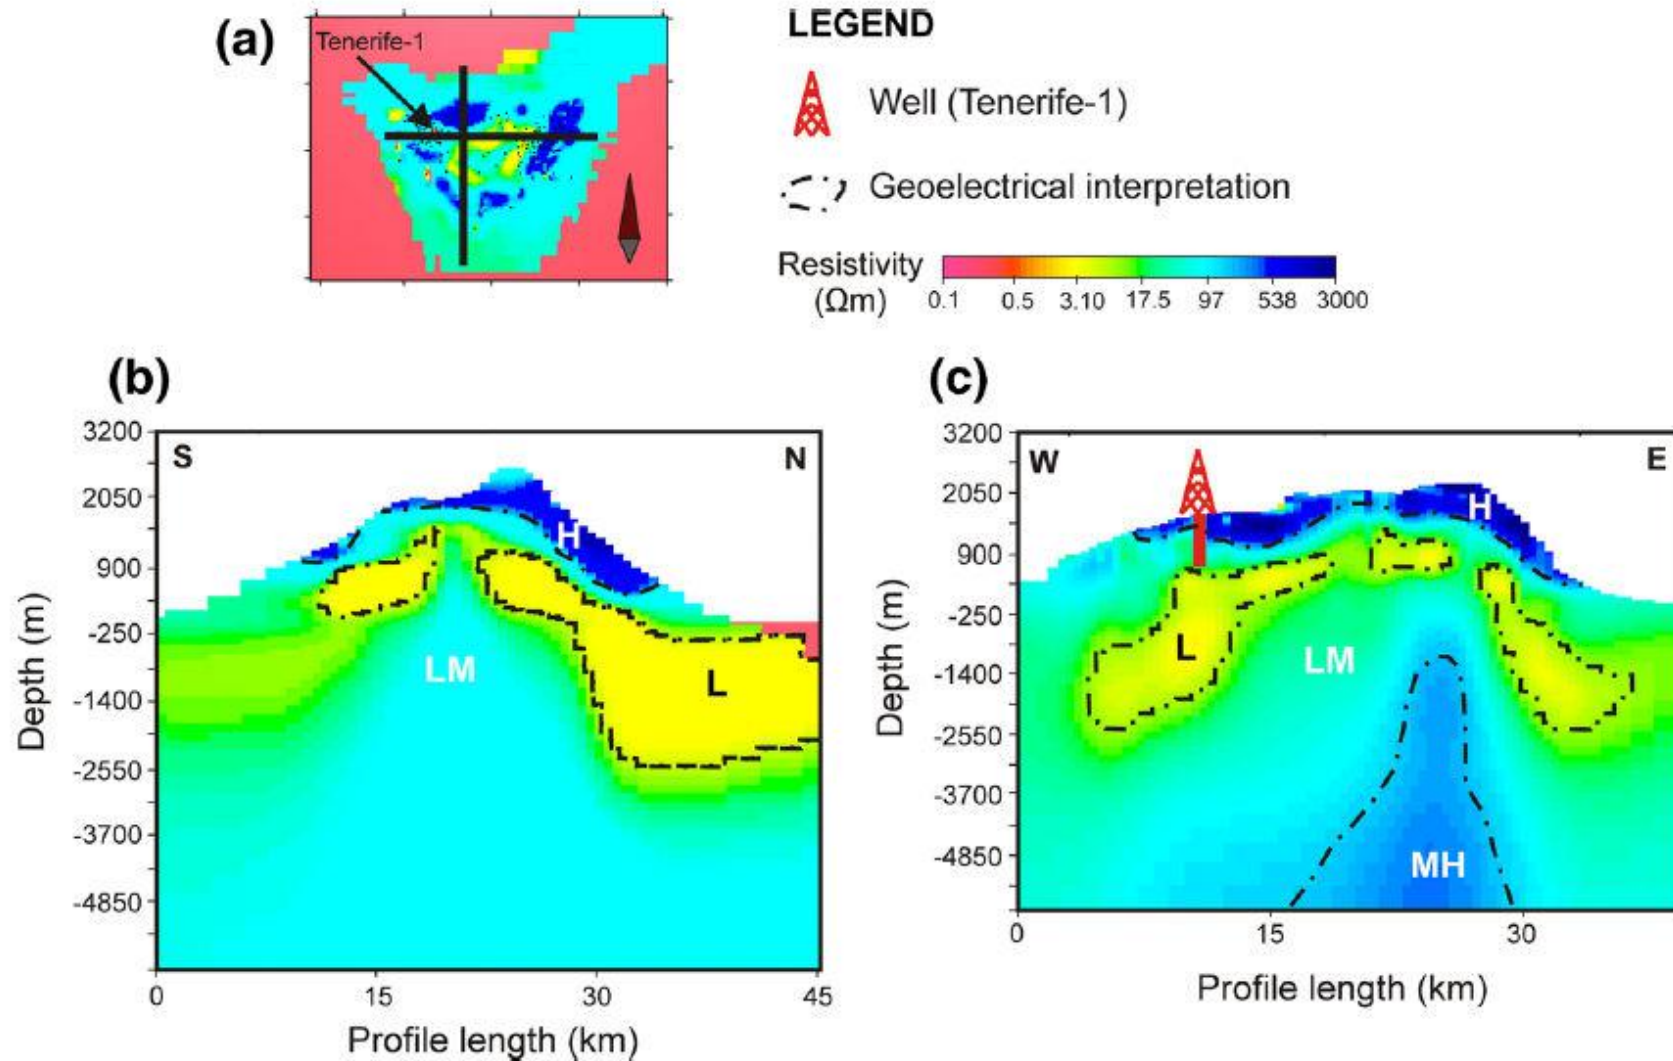 (a)
Tenerife-1
LEGEND
Well (Tenerife-1)
Geoelectrical interpretation
Resistivity
(Ωm)
0.1 0.5 3.10 17.5 97 538 3000
(b)
S N
3200
2050
900
-250
-1400
-2550
-3700
-4850
Depth (m)
H
LM
L
0 15 30 45
Profile length (km)
(c)
W E
3200
2050
900
-250
-1400
-2550
-3700
-4850
Depth (m)
H
L
LM
MH
0 15 30
Profile length (km)